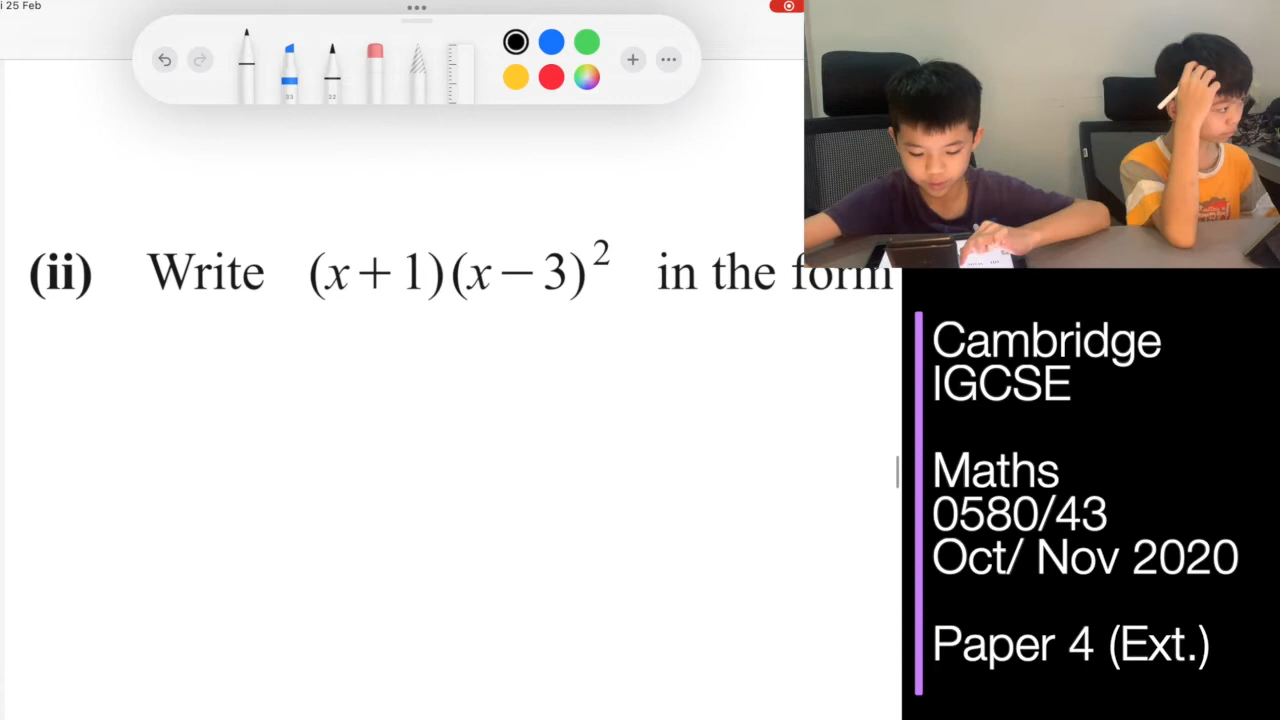 i 25 Feb
(ii) Write (x + 1)(x − 3)² in the form
Cambridge
IGCSE
Maths
0580/43
Oct/ Nov 2020
Paper 4 (Ext.)